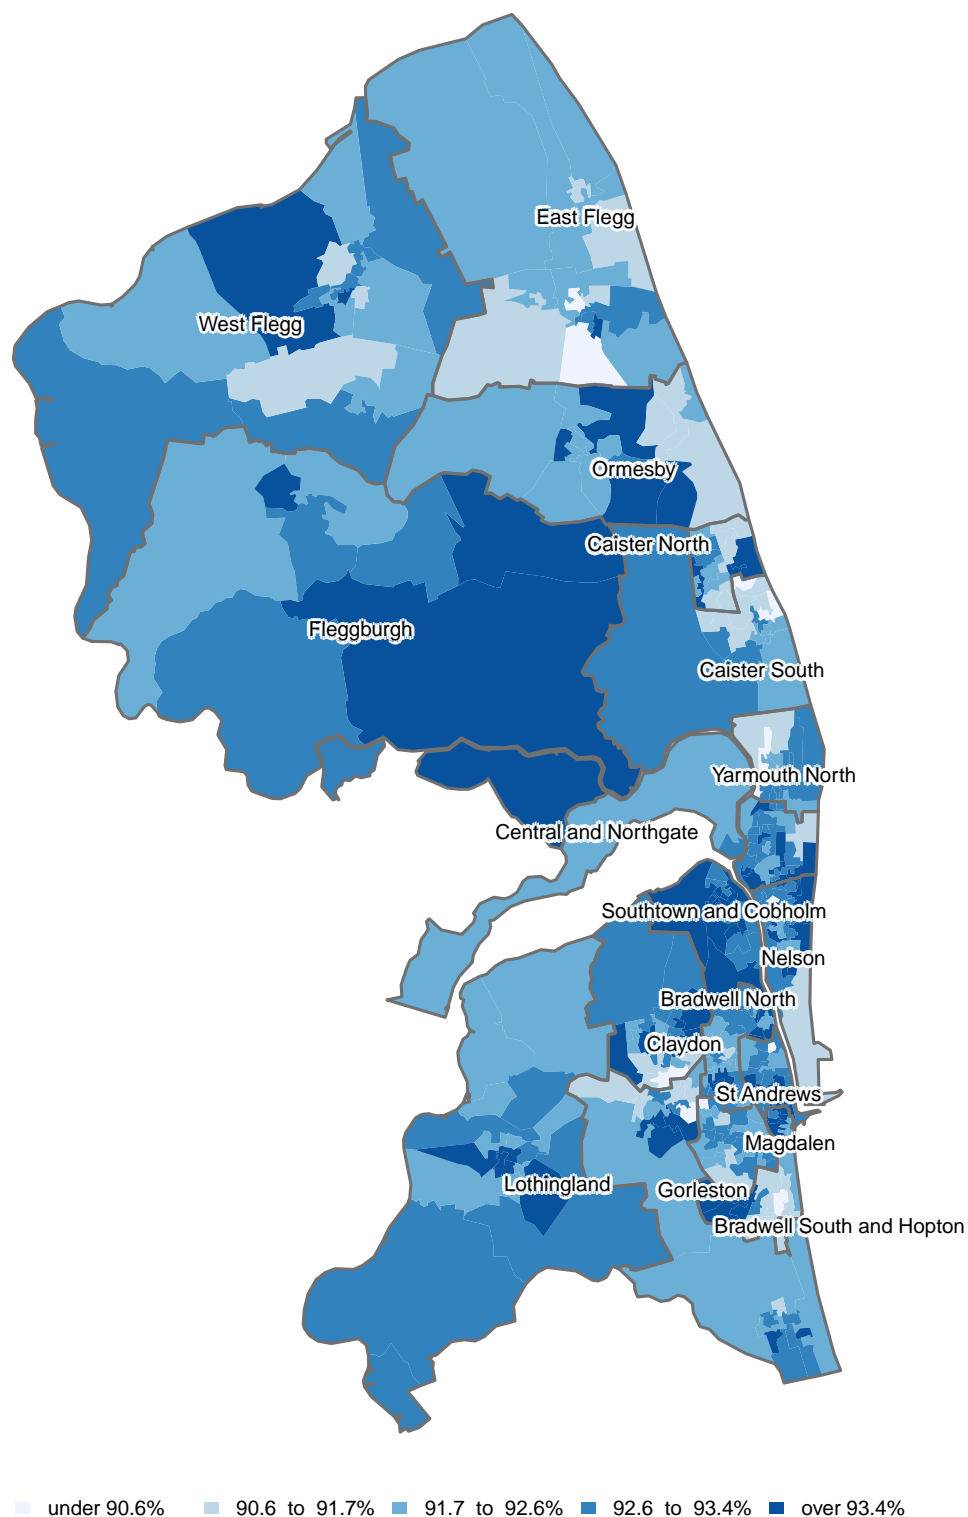 East Flegg
West Flegg
Ormesby
Caister North
Fleggburgh
Caister South
Yarmouth North
Central and Northgate
Southtown and Cobholm
Nelson
Bradwell North
Claydon
St Andrews
Magdalen
Lothingland
Gorleston
Bradwell South and Hopton
under 90.6% 90.6 to 91.7% 91.7 to 92.6% 92.6 to 93.4% over 93.4%